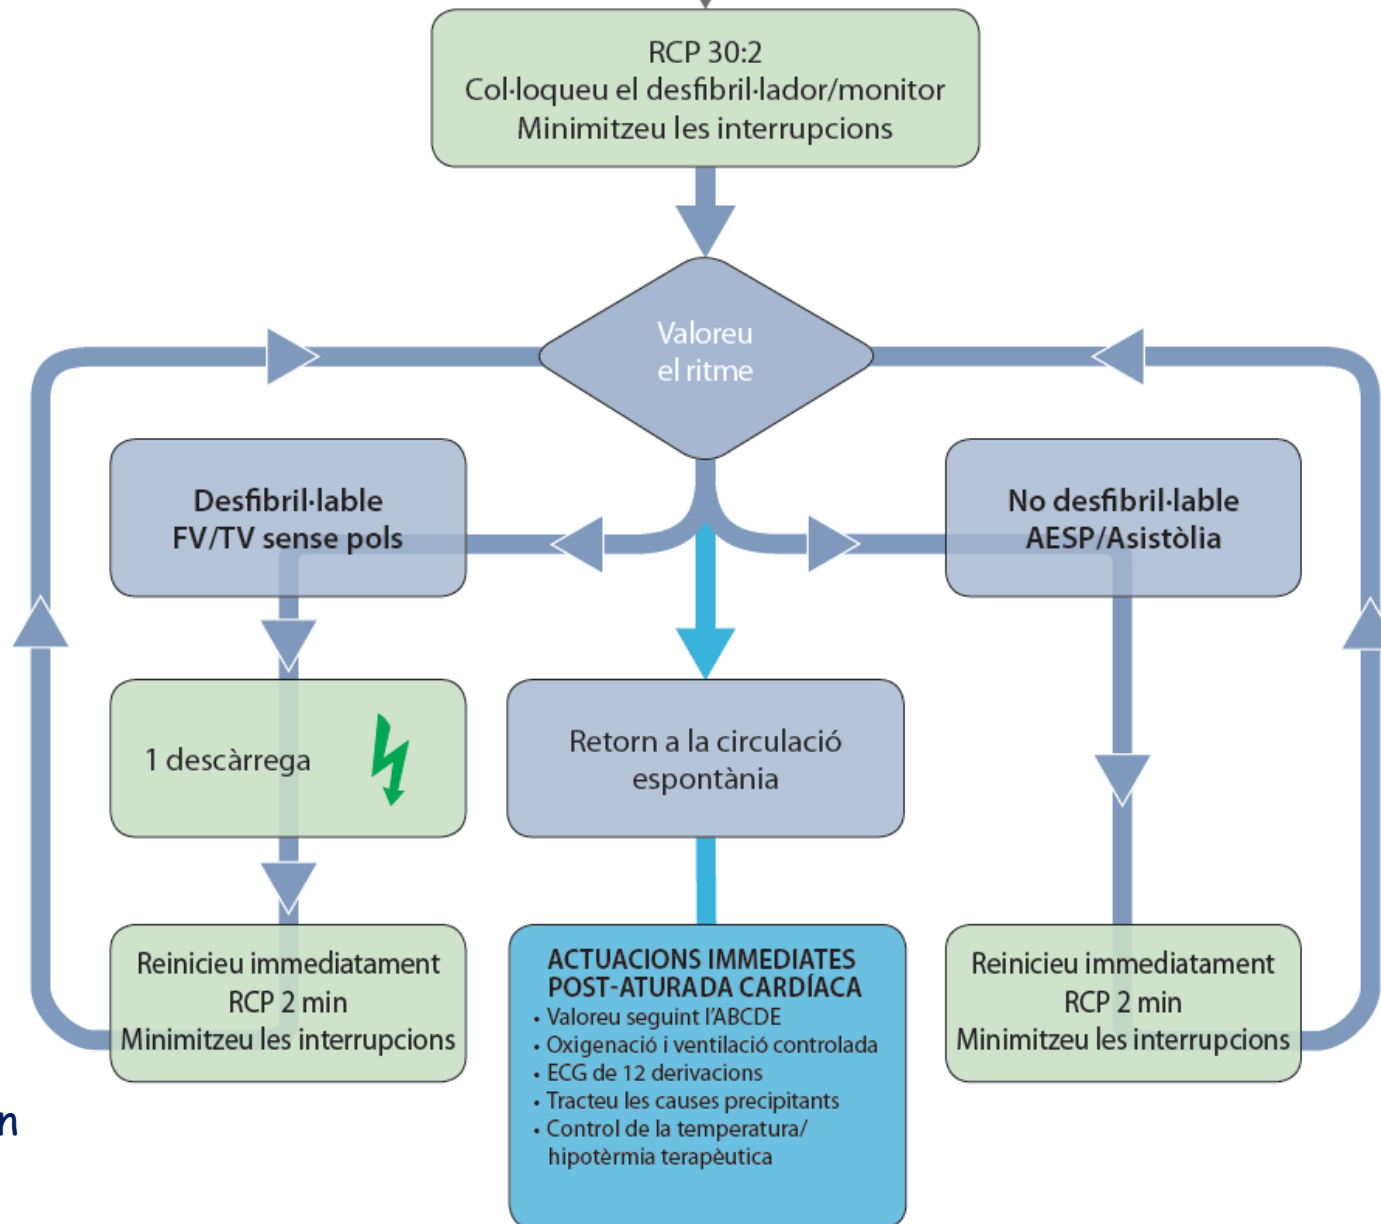 RCP 30:2
Col·loqueu el desfibril·lador/monitor
Minimitzeu les interrupcions
Valoreu
el ritme
Desfibril·lable
FV/TV sense pols
No desfibril·lable
AESP/Asistòlia
1 descàrrega
Retorn a la circulació
espontània
Reinicieu immediatament
RCP 2 min
Minimitzeu les interrupcions
ACTUACIONS IMMEDIATES
POST-ATURADA CARDÍACA
• Valoreu seguint l'ABCDE
• Oxigenació i ventilació controlada
• ECG de 12 derivacions
• Tracteu les causes precipitants
• Control de la temperatura/
hipotèrmia terapèutica
Reinicieu immediatament
RCP 2 min
Minimitzeu les interrupcions